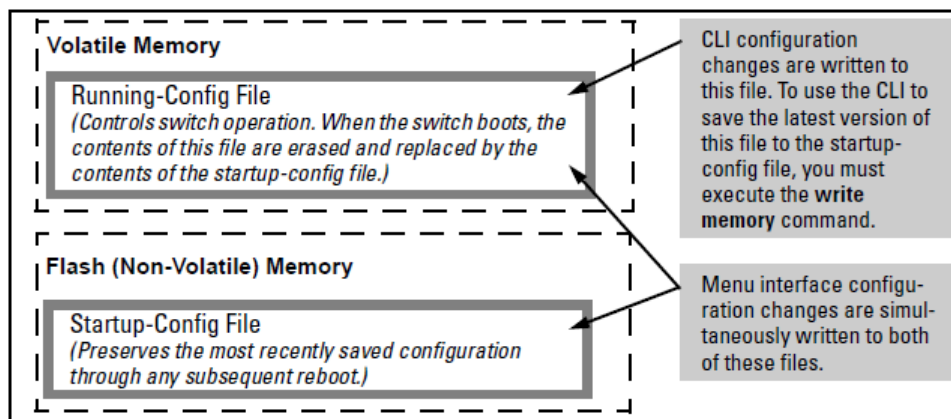 Volatile Memory
Running-Config File
(Controls switch operation. When the switch boots, the
contents of this file are erased and replaced by the
contents of the startup-config file.)
CLI configuration
changes are written to
this file. To use the CLI to
save the latest version of
this file to the startup-
config file, you must
execute the write
memory command.
Flash (Non-Volatile) Memory
Startup-Config File
(Preserves the most recently saved configuration
through any subsequent reboot.)
Menu interface configu-
ration changes are simul-
taneously written to both
of these files.